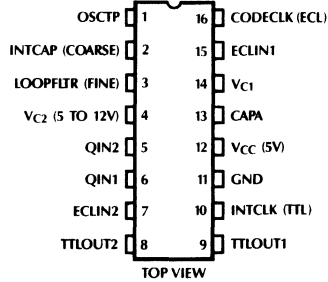 OSCTP 1 16 CODECLK (ECL)
INTCAP (COARSE) 2 15 ECLIN1
LOOPFLTR (FINE) 3 14 VC1
VC2 (5 TO 12V) 4 13 CAPA
QIN2 5 12 VCC (5V)
QIN1 6 11 GND
ECLIN2 7 10 INTCLK (TTL)
TTLOUT2 8 9 TTLOUT1
TOP VIEW